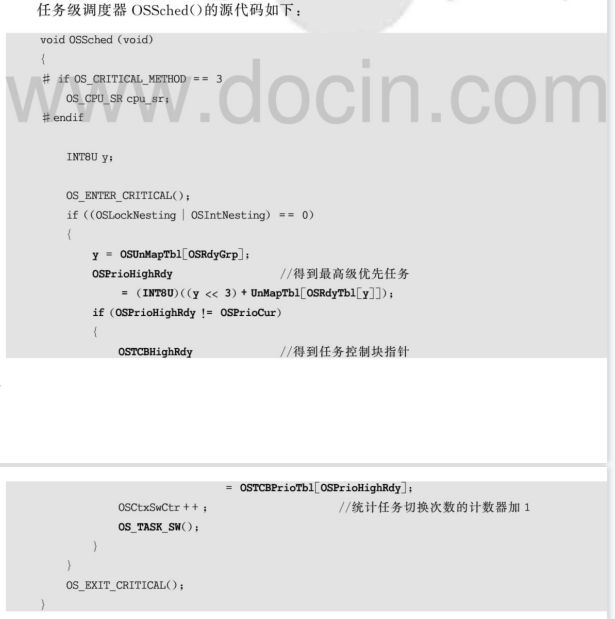 任务级调度器 OSSched()的源代码如下：
void OSSched (void)
{
# if OS_CRITICAL_METHOD == 3
OS_CPU_SR cpu_sr;
# endif
INT8U y;
OS_ENTER_CRITICAL();
if ((OSLockNesting | OSIntNesting) == 0)
{
y = OSUnMapTbl[OSRdyGrp];
OSPrioHighRdy //得到最高级优先任务
= (INT8U)((y << 3) + UnMapTbl[OSRdyTbl[y]]);
if (OSPrioHighRdy != OSPrioCur)
{
OSTCBHighRdy //得到任务控制块指针
= OSTCBPrioTbl[OSPrioHighRdy];
OSCtxSwCtr ++ ; //统计任务切换次数的计数器加 1
OS_TASK_SW();
}
}
OS_EXIT_CRITICAL();
}
www.docin.com